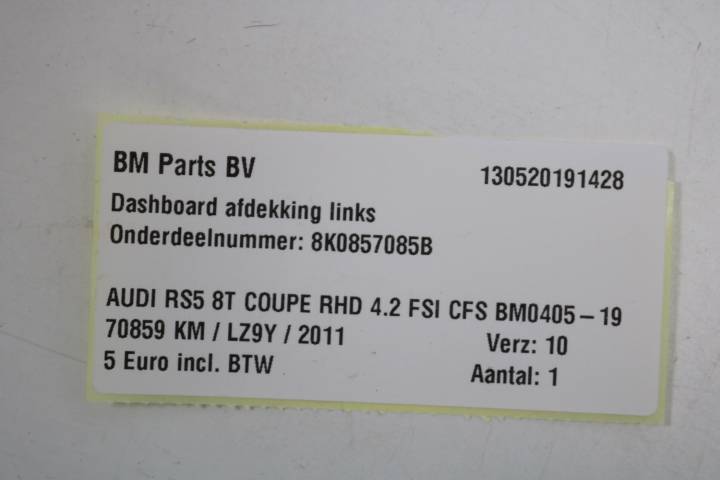 BM Parts BV 130520191428
Dashboard afdekking links
Onderdeelnummer: 8K0857085B
AUDI RS5 8T COUPE RHD 4.2 FSI CFS BM0405-19
70859 KM / LZ9Y / 2011 Verz: 10
5 Euro incl. BTW Aantal: 1